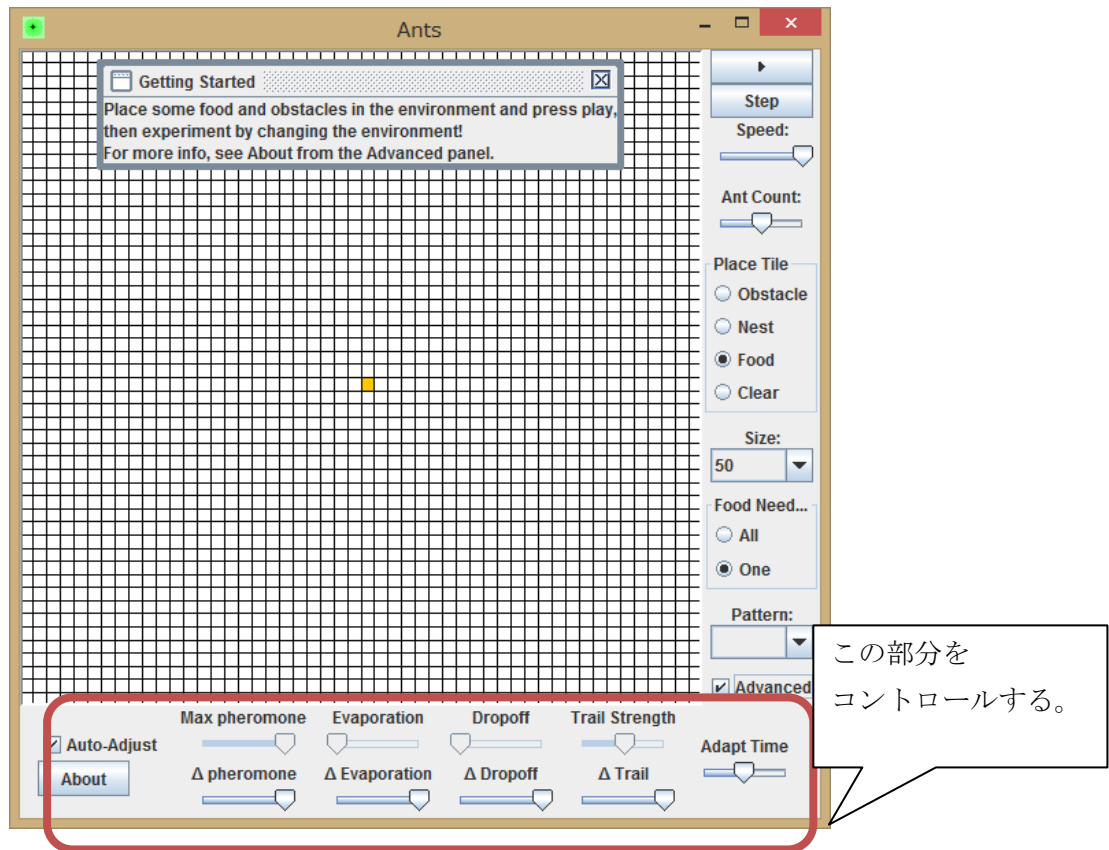 Ants
Getting Started
Place some food and obstacles in the environment and press play,
then experiment by changing the environment!
For more info, see About from the Advanced panel.
Step
Speed:
Ant Count:
Place Tile
Obstacle
Nest
Food
Clear
Size:
50
Food Need...
All
One
Pattern:
Advanced
この部分を
コントロールする。
Max pheromone Evaporation Dropoff Trail Strength
Auto-Adjust
Adapt Time
About
Δ pheromone Δ Evaporation Δ Dropoff Δ Trail